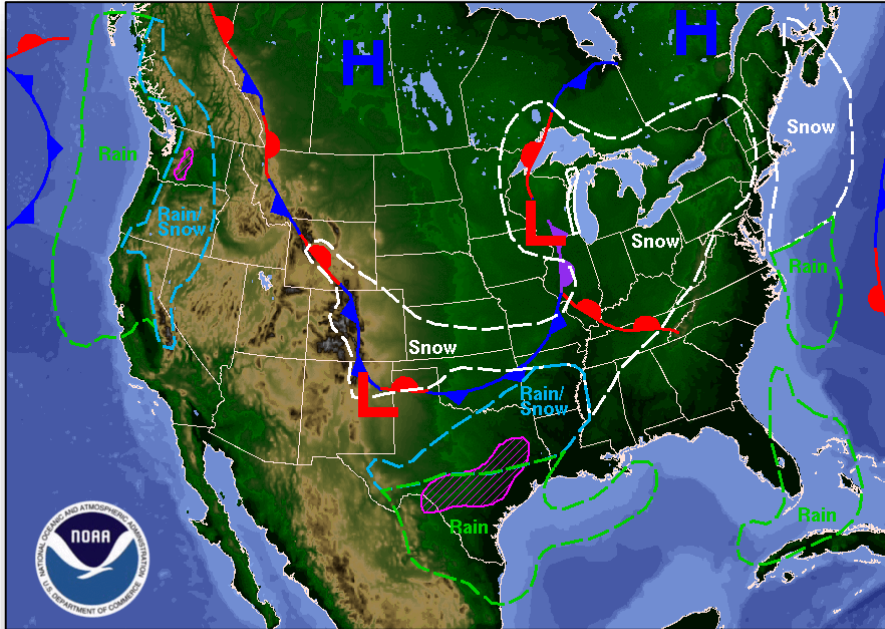 H
H
Snow
Rain
Rain/
Snow
L
Snow
Rain
Snow
L
Rain/
Snow
Rain
Rain
NATIONAL OCEANIC AND ATMOSPHERIC ADMINISTRATION
NOAA
U.S. DEPARTMENT OF COMMERCE